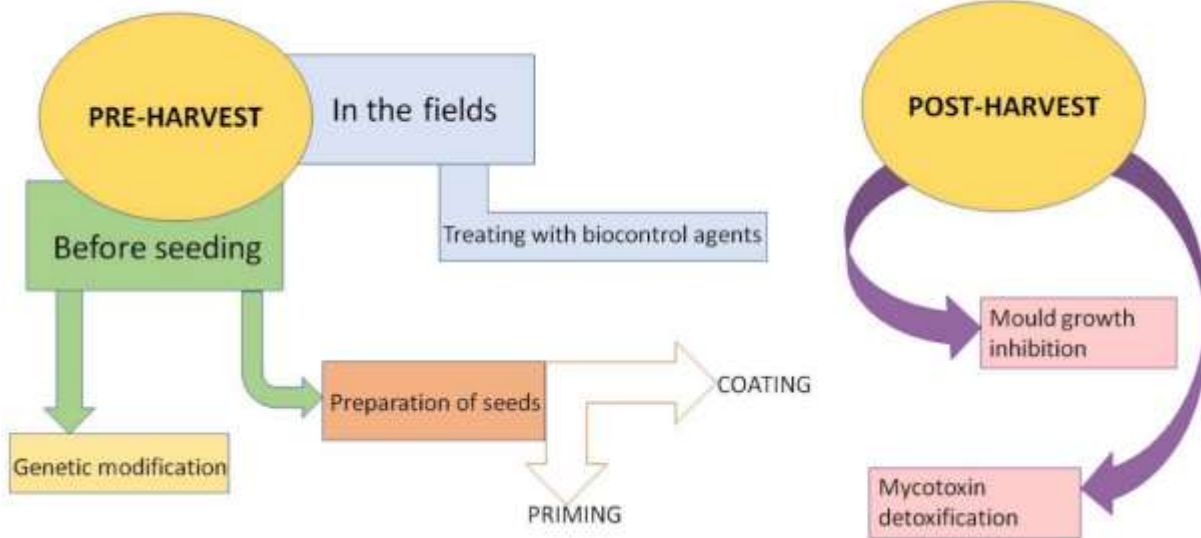 PRE-HARVEST
In the fields
Treating with biocontrol agents
Before seeding
Preparation of seeds
COATING
Genetic modification
PRIMING
POST-HARVEST
Mould growth
inhibition
Mycotoxin
detoxification